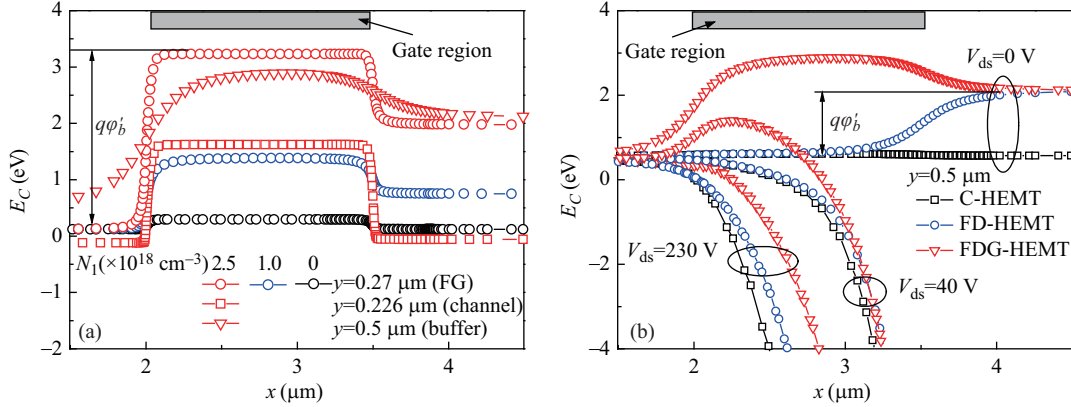 4
3
2
1
0
−1
−2
E_C (eV)
Gate region
qφ′_b
N_1(×10^18 cm^−3)
2.5 1.0 0
y=0.27 μm (FG)
y=0.226 μm (channel)
y=0.5 μm (buffer)
(a)
2 3 4
x (μm)
4
2
0
−2
−4
E_C (eV)
Gate region
V_ds=0 V
qφ′_b
y=0.5 μm
C-HEMT
FD-HEMT
FDG-HEMT
V_ds=230 V
V_ds=40 V
(b)
2 3 4
x (μm)